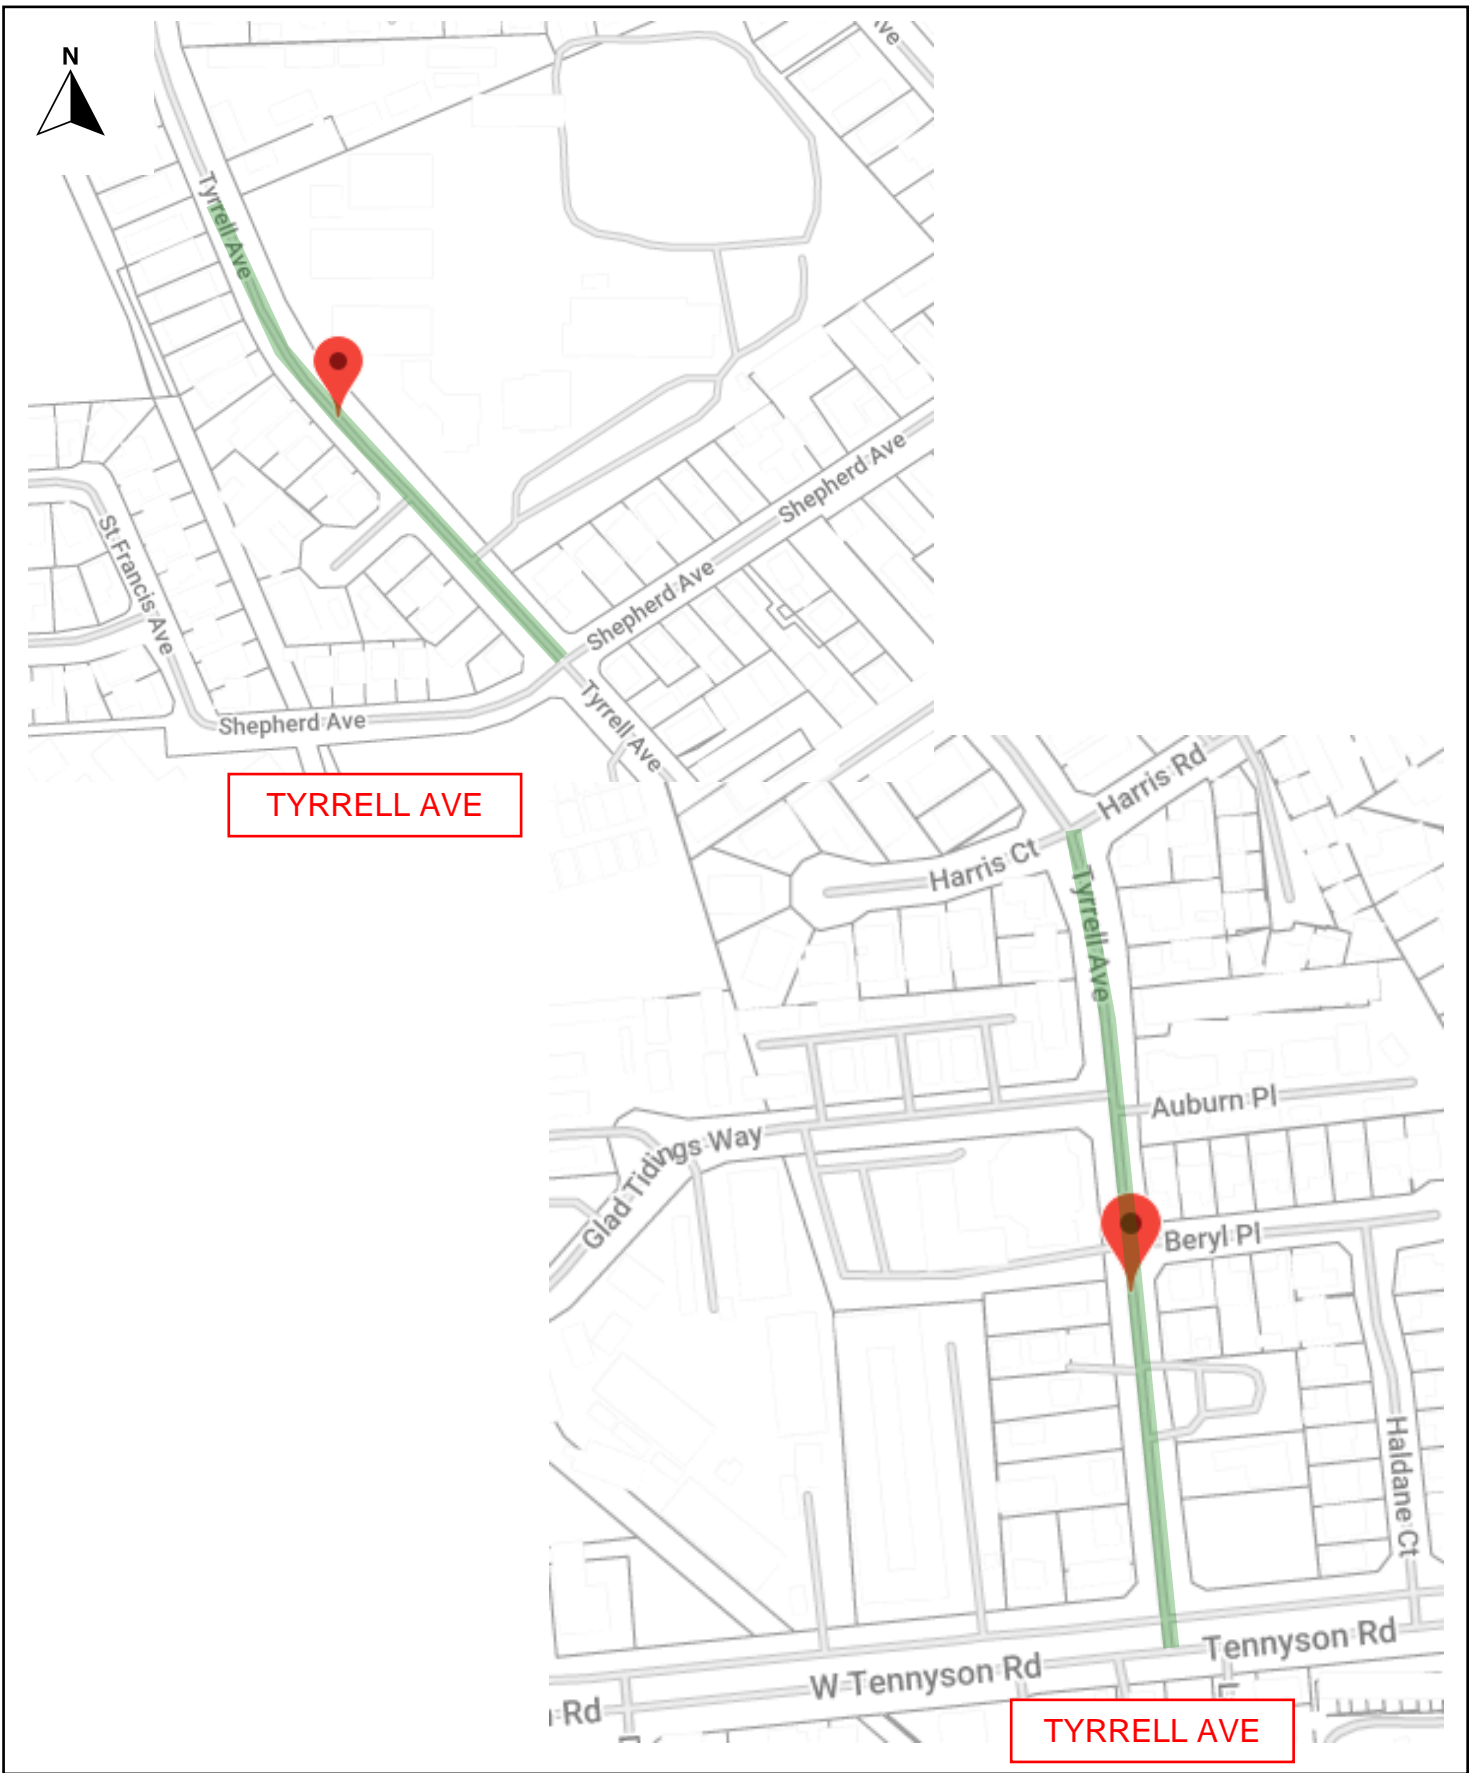 N
Ave
Tyrrell Ave
Shepherd Ave
St Francis Ave
Shepherd Ave
Shepherd Ave
Tyrrell Ave
TYRRELL AVE
Harris Rd
Harris Ct
Tyrrell Ave
Auburn Pl
Glad Tidings Way
Beryl Pl
Haldane Ct
Tennyson Rd
W Tennyson Rd
Rd
TYRRELL AVE